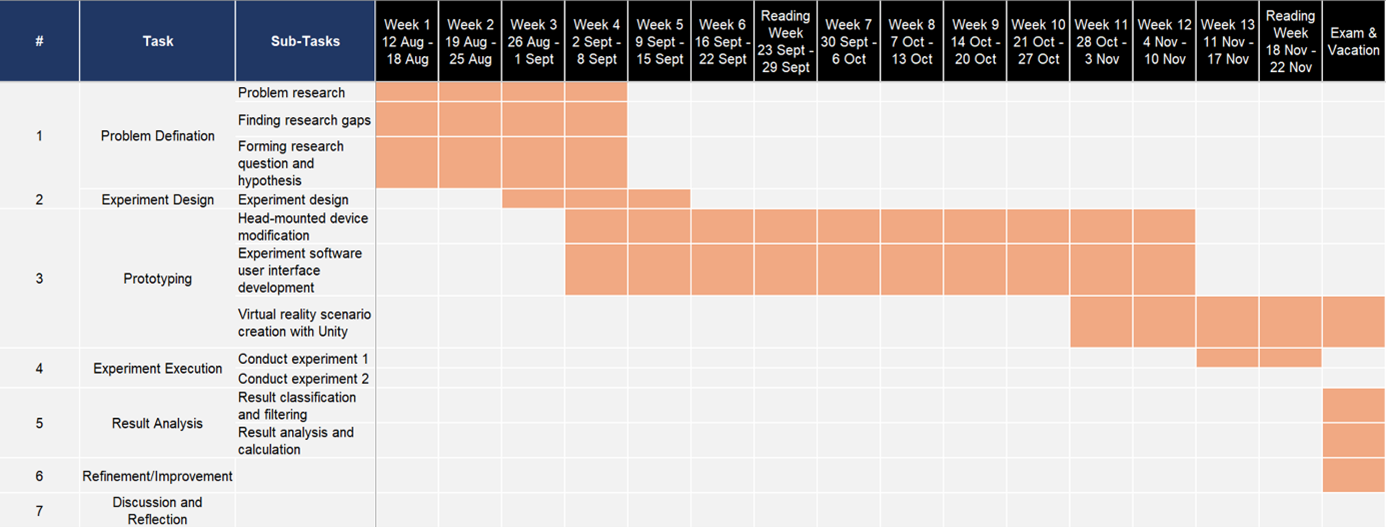 #
Task
Sub-Tasks
Week 1
12 Aug -
18 Aug
Week 2
19 Aug -
25 Aug
Week 3
26 Aug -
1 Sept
Week 4
2 Sept -
8 Sept
Week 5
9 Sept -
15 Sept
Week 6
16 Sept -
22 Sept
Reading
Week
23 Sept -
29 Sept
Week 7
30 Sept -
6 Oct
Week 8
7 Oct -
13 Oct
Week 9
14 Oct -
20 Oct
Week 10
21 Oct -
27 Oct
Week 11
28 Oct -
3 Nov
Week 12
4 Nov -
10 Nov
Week 13
11 Nov -
17 Nov
Reading
Week
18 Nov -
22 Nov
Exam &
Vacation
1
Problem Defination
Problem research
Finding research gaps
Forming research
question and
hypothesis
2
Experiment Design
Experiment design
3
Prototyping
Head-mounted device
modification
Experiment software
user interface
development
Virtual reality scenario
creation with Unity
4
Experiment Execution
Conduct experiment 1
Conduct experiment 2
5
Result Analysis
Result classification
and filtering
Result analysis and
calculation
6
Refinement/Improvement
7
Discussion and
Reflection